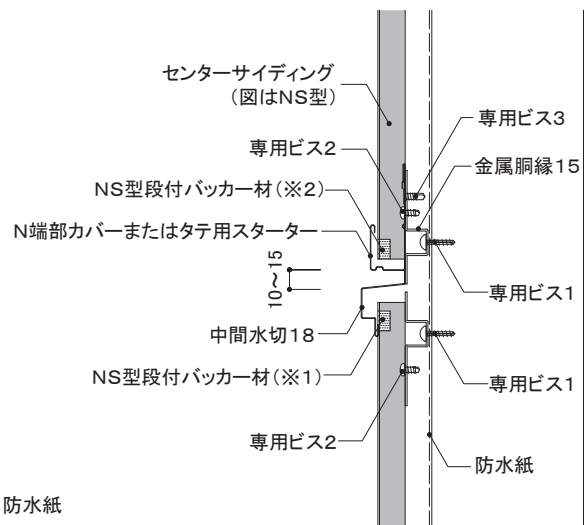 センターサイディング
(図はNS型)
専用ビス3
専用ビス2
金属胴縁15
NS型段付バッカー材(※2)
N端部カバーまたはタテ用スターター
10～15
専用ビス1
中間水切18
NS型段付バッカー材(※1)
専用ビス1
専用ビス2
防水紙
防水紙